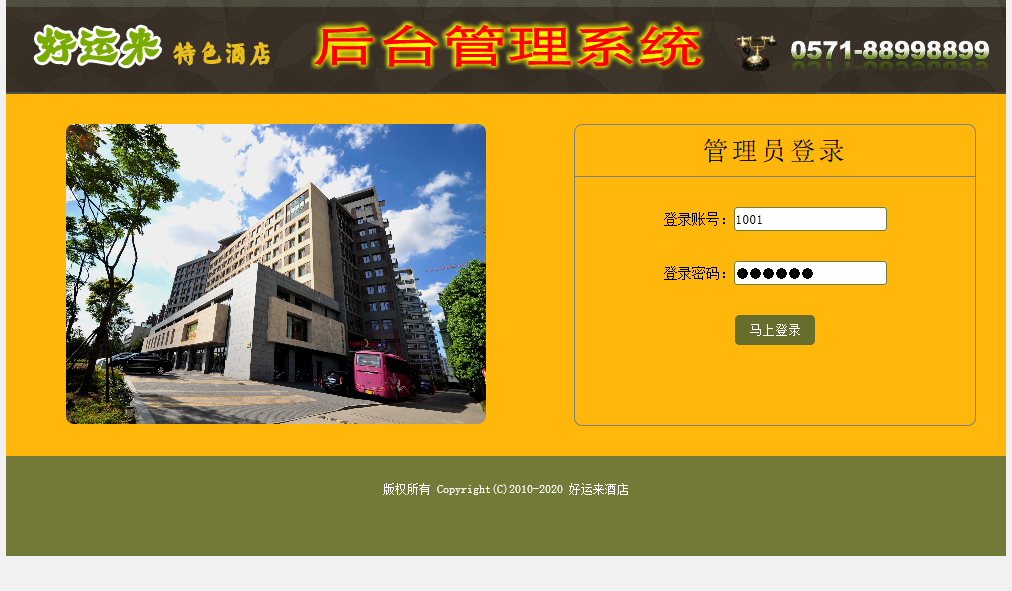 好运来 特色酒店 后台管理系统 0571-88998899
管理员登录
登录账号：1001
登录密码：●●●●●●
马上登录
版权所有 Copyright(C)2010-2020 好运来酒店